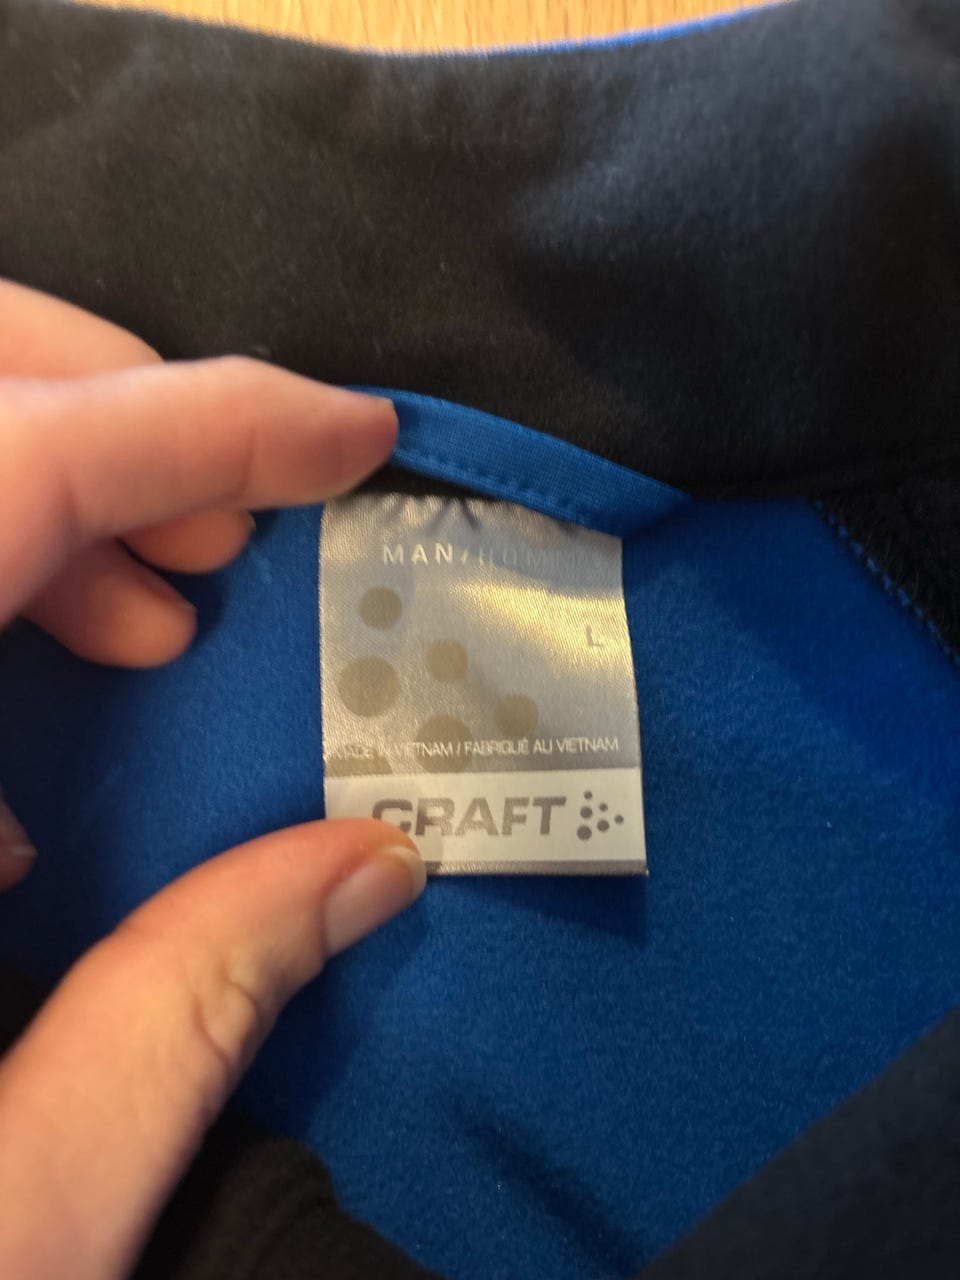 MAN/HOMME
L
MADE IN VIETNAM / FABRIQUÉ AU VIETNAM
CRAFT